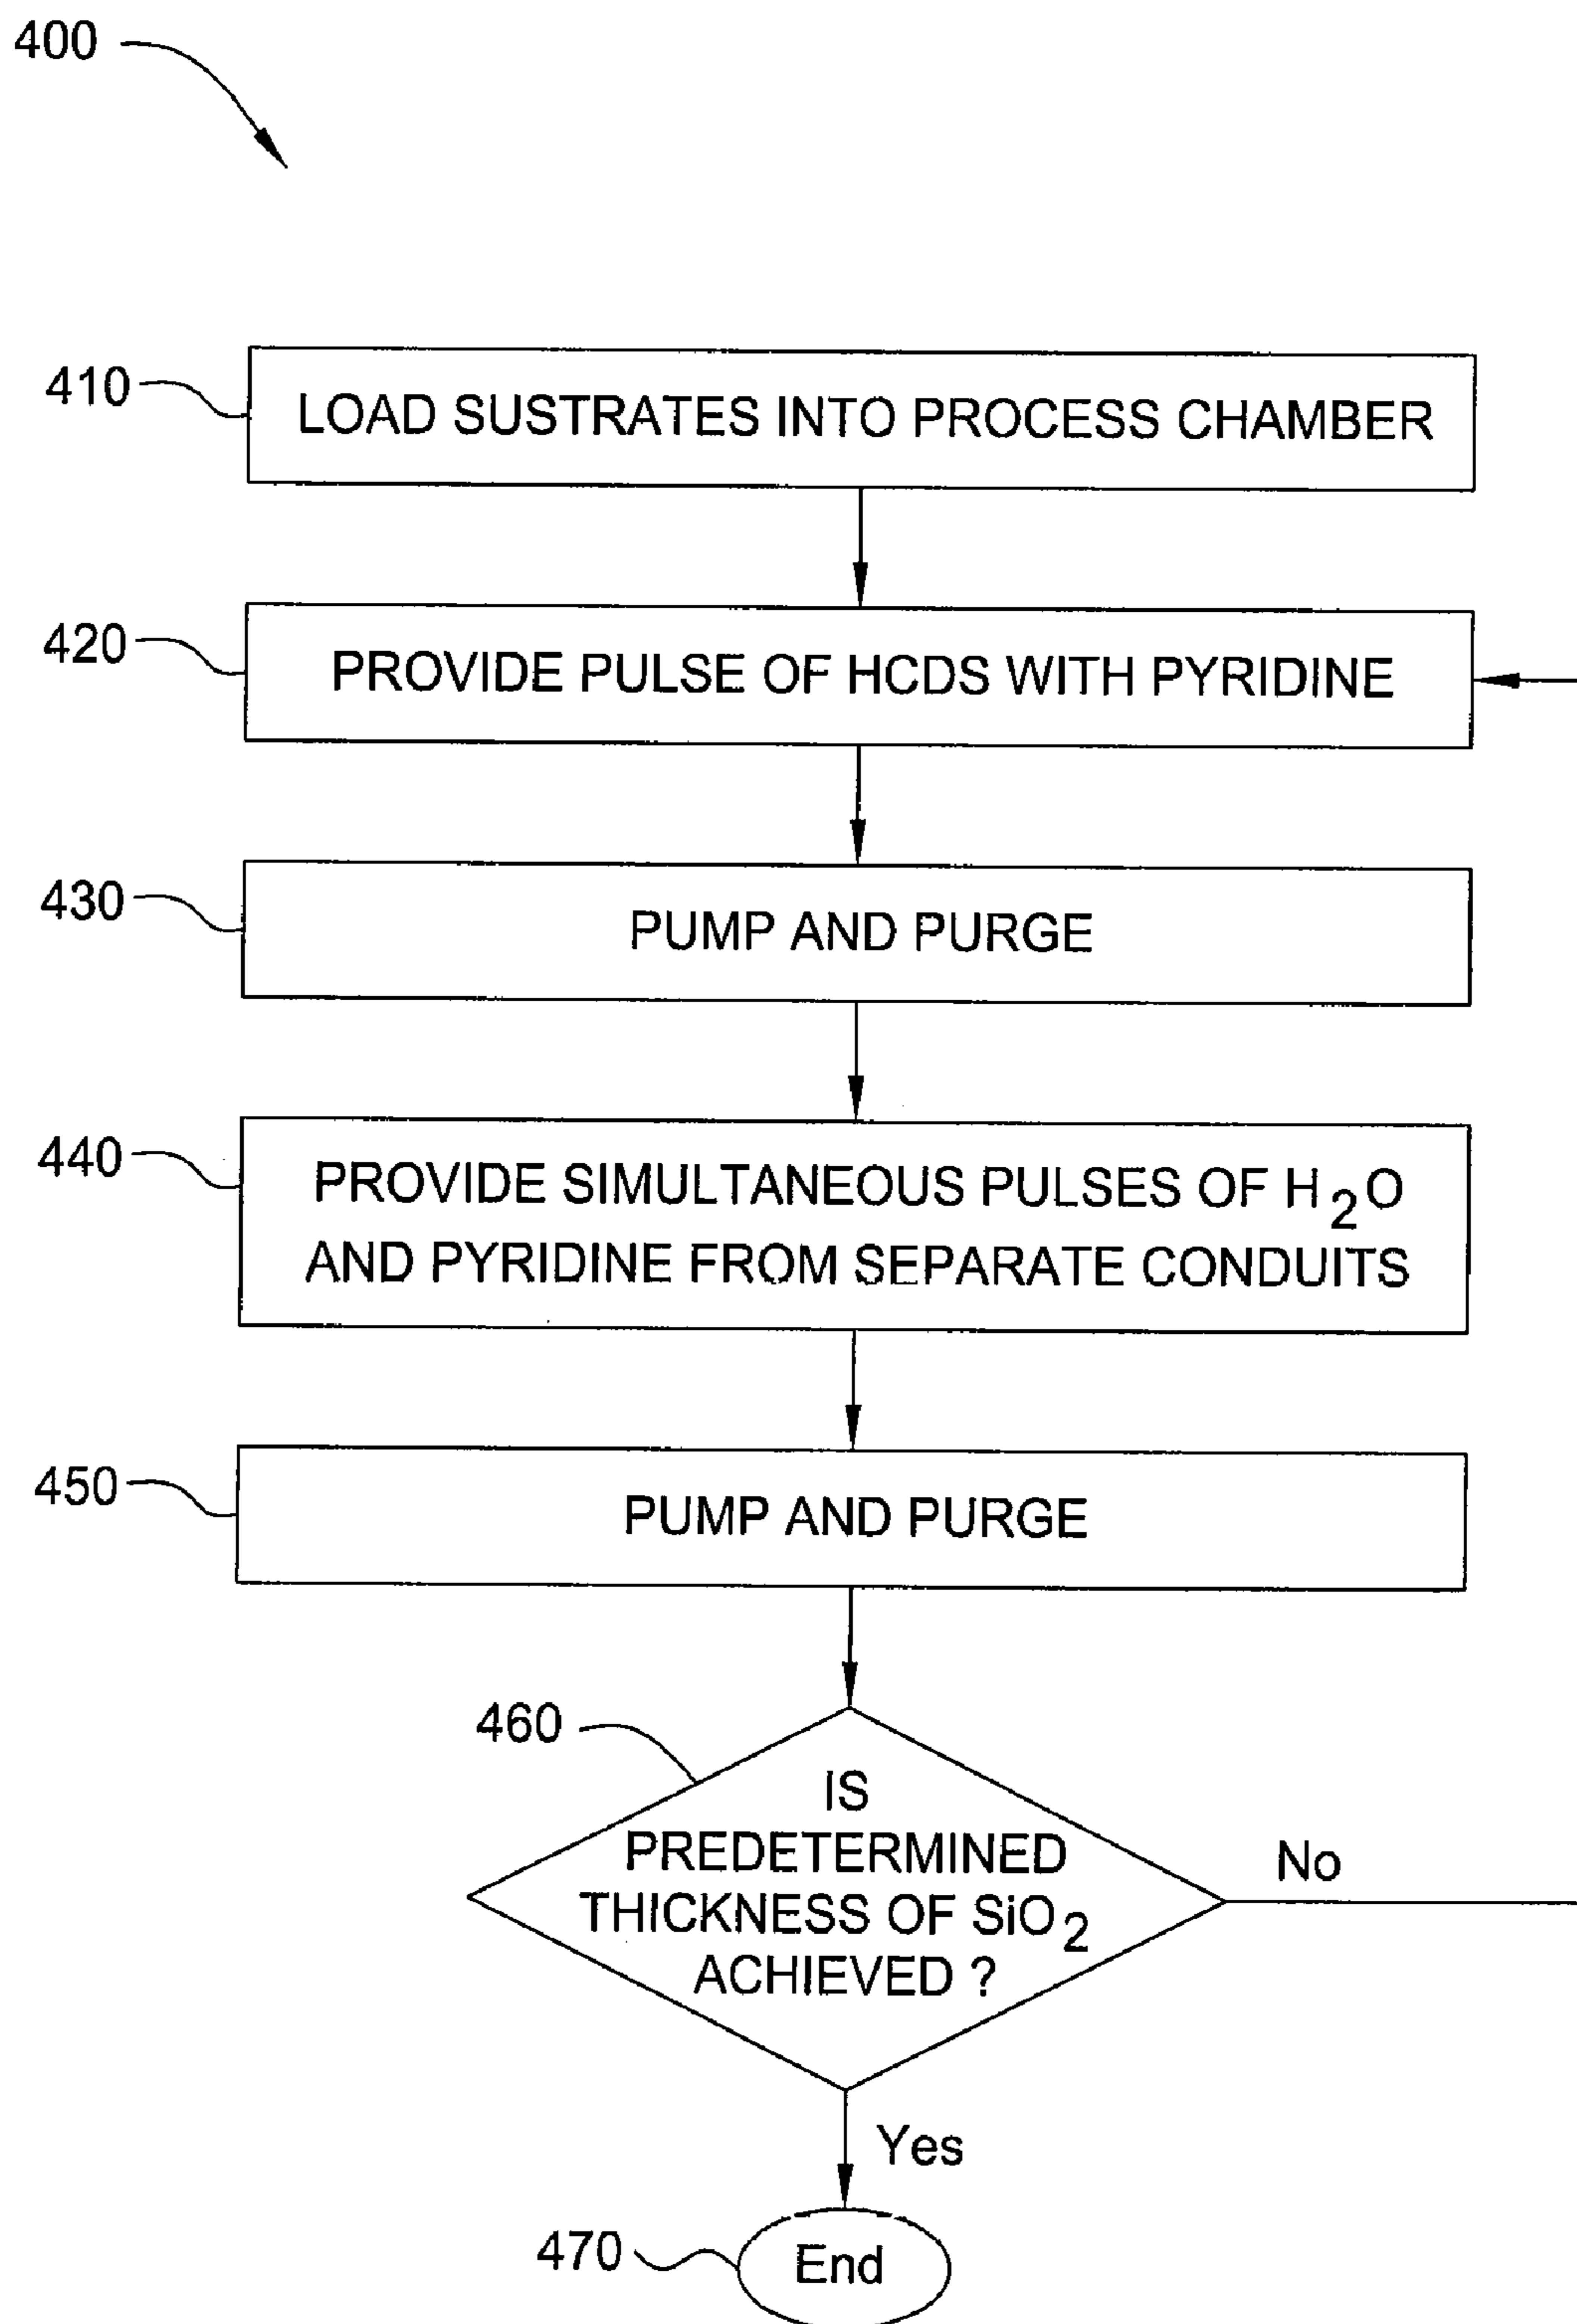 400
410
LOAD SUSTRATES INTO PROCESS CHAMBER
420
PROVIDE PULSE OF HCDS WITH PYRIDINE
430
PUMP AND PURGE
440
PROVIDE SIMULTANEOUS PULSES OF H2O
AND PYRIDINE FROM SEPARATE CONDUITS
450
PUMP AND PURGE
460
IS
PREDETERMINED
THICKNESS OF SiO2
ACHIEVED ?
No
Yes
470
End